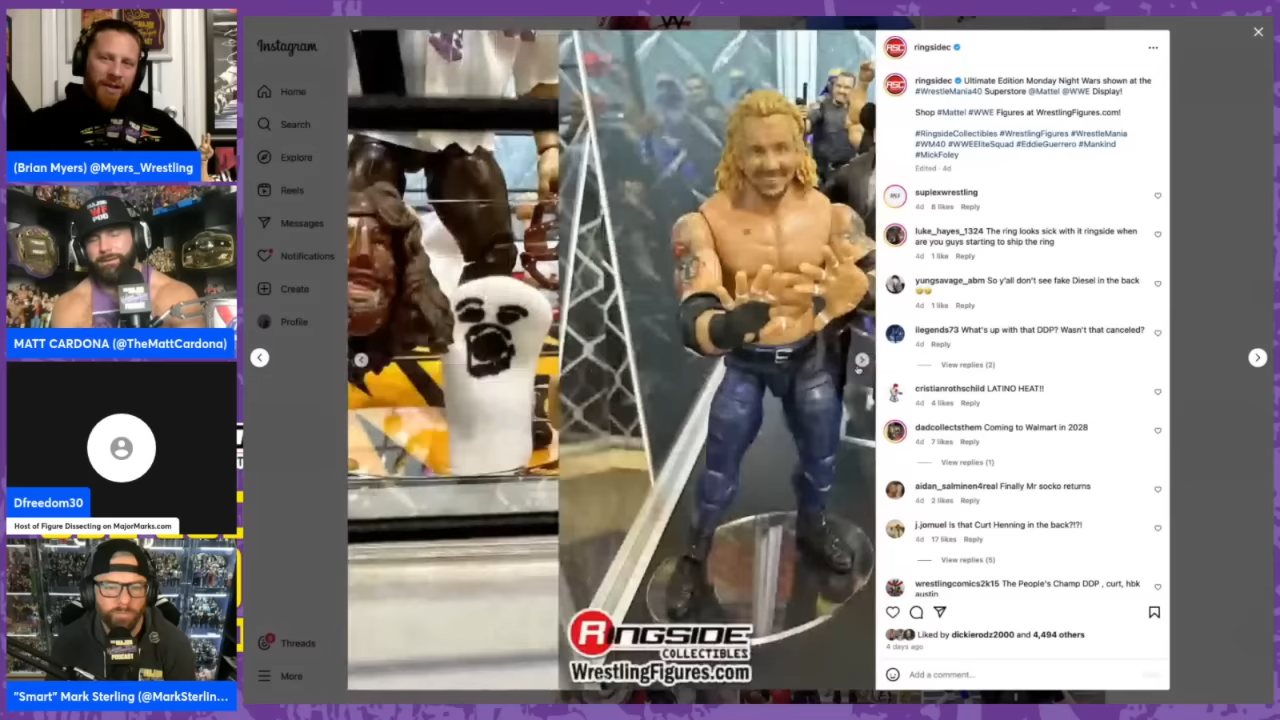 (Brian Myers) @Myers_Wrestling
MATT CARDONA (@TheMattCardona)
Dfreedom30
Host of Figure Dissecting on MajorMarks.com
"Smart" Mark Sterling (@MarkSterlin...
Instagram
Home
Search
Explore
Reels
Messages
Notifications
Create
Profile
Threads
More
RINGSIDE
COLLECTIBLES
WrestlingFigures.com
RSC ringsidec
RSC ringsidec Ultimate Edition Monday Night Wars shown at the
#WrestleMania40 Superstore @Mattel @WWE Display!
Shop #Mattel #WWE Figures at WrestlingFigures.com!
#RingsideCollectibles #WrestlingFigures #WrestleMania
#WM40 #WWEEliteSquad #EddieGuerrero #Mankind
#MickFoley
Edited · 4d
suplexwrestling
4d 8 likes Reply
luke_hayes_1324 The ring looks sick with it ringside when
are you guys starting to ship the ring
4d 1 like Reply
yungsavage_abm So y'all don't see fake Diesel in the back
4d 1 like Reply
ilegends73 What's up with that DDP? Wasn't that canceled?
4d Reply
View replies (2)
cristianrothschild LATINO HEAT!!
4d 4 likes Reply
dadcollectsthem Coming to Walmart in 2028
4d 7 likes Reply
View replies (1)
aidan_salminen4real Finally Mr socko returns
4d 2 likes Reply
j.jomuel Is that Curt Henning in the back?!?!
4d 17 likes Reply
View replies (5)
wrestlingcomics2k15 The People's Champ DDP , curt, hbk
austin
Liked by dickierodz2000 and 4,494 others
4 days ago
Add a comment...